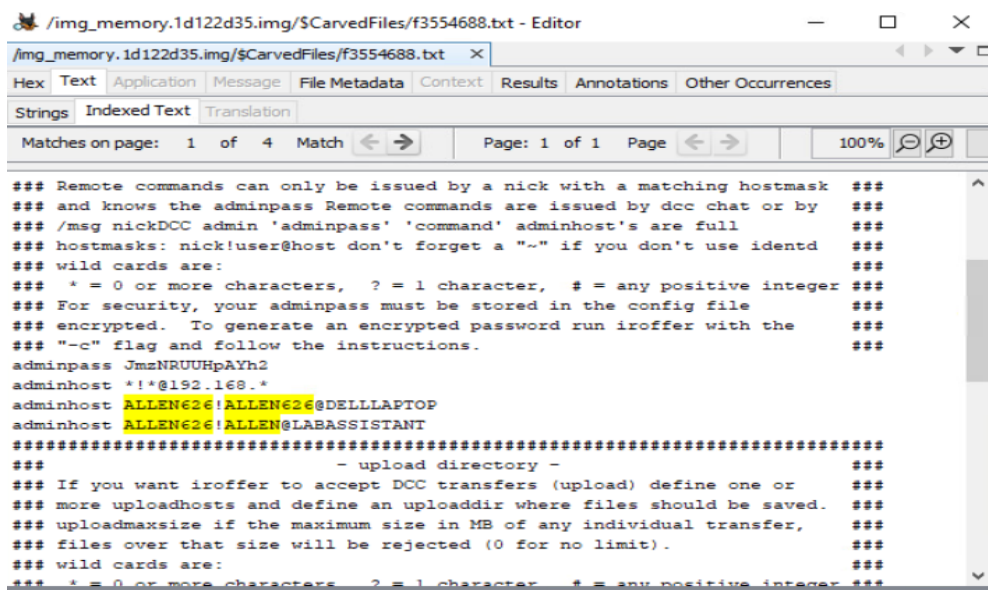 /img_memory.1d122d35.img/$CarvedFiles/f3554688.txt - Editor
/img_memory.1d122d35.img/$CarvedFiles/f3554688.txt
Hex Text Application Message File Metadata Context Results Annotations Other Occurrences
Strings Indexed Text Translation
Matches on page: 1 of 4 Match Page: 1 of 1 Page 100%
### Remote commands can only be issued by a nick with a matching hostmask ###
### and knows the adminpass Remote commands are issued by dcc chat or by ###
### /msg nickDCC admin 'adminpass' 'command' adminhost's are full ###
### hostmasks: nick!user@host don't forget a "~" if you don't use identd ###
### wild cards are: ###
### * = 0 or more characters, ? = 1 character, # = any positive integer ###
### For security, your adminpass must be stored in the config file ###
### encrypted. To generate an encrypted password run iroffer with the ###
### "-c" flag and follow the instructions. ###
adminpass JmzNRUUHpAYh2
adminhost *!*@192.168.*
adminhost ALLEN626!ALLEN626@DELLLAPTOP
adminhost ALLEN626!ALLEN@LABASSISTANT
##############################################################################
### - upload directory - ###
### If you want iroffer to accept DCC transfers (upload) define one or ###
### more uploadhosts and define an uploaddir where files should be saved. ###
### uploadmaxsize if the maximum size in MB of any individual transfer, ###
### files over that size will be rejected (0 for no limit). ###
### wild cards are: ###
### * = 0 or more characters, ? = 1 character, # = any positive integer ###